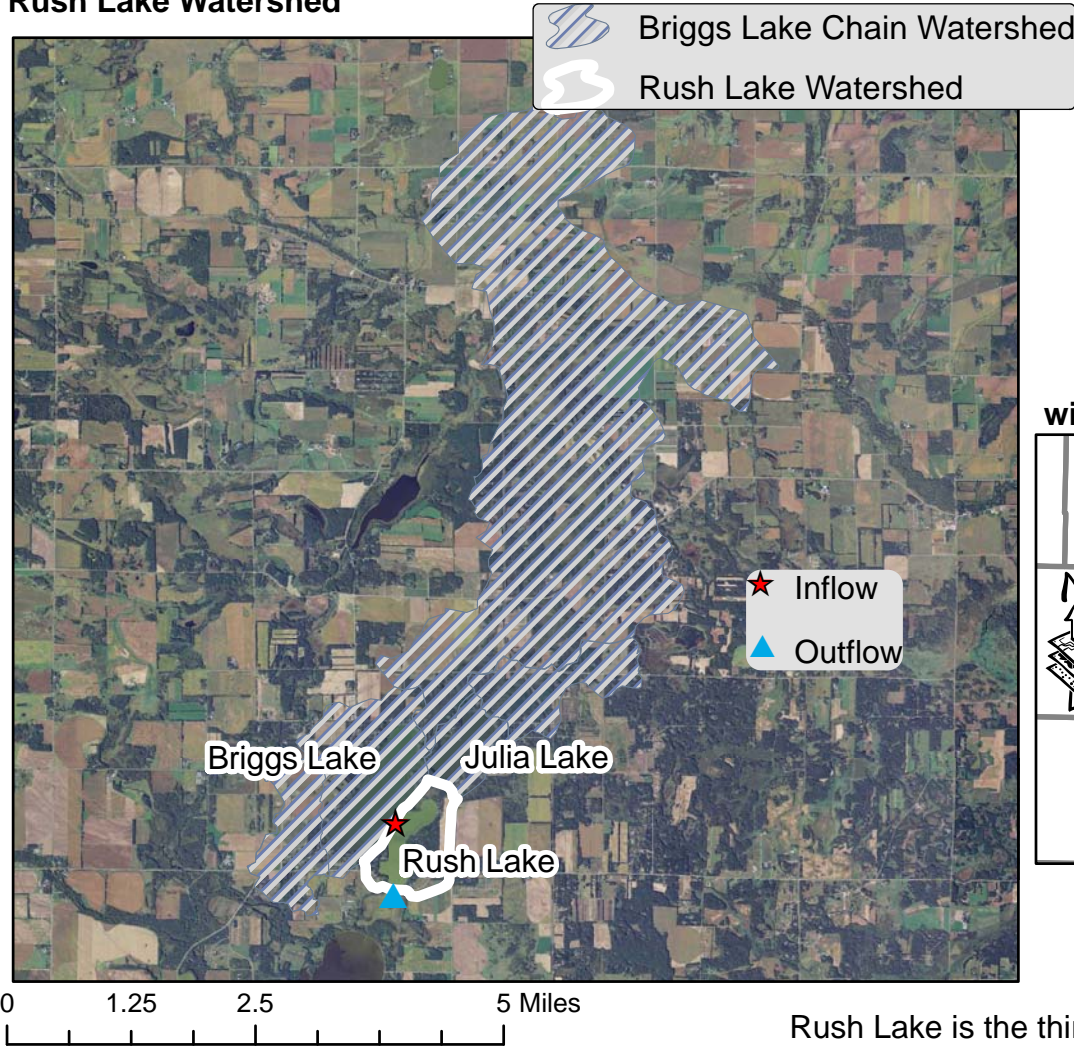 Rush Lake Watershed
Briggs Lake Chain Watershed
Rush Lake Watershed
Inflow
Outflow
Briggs Lake
Julia Lake
Rush Lake
0 1.25 2.5 5 Miles
Rush Lake is the